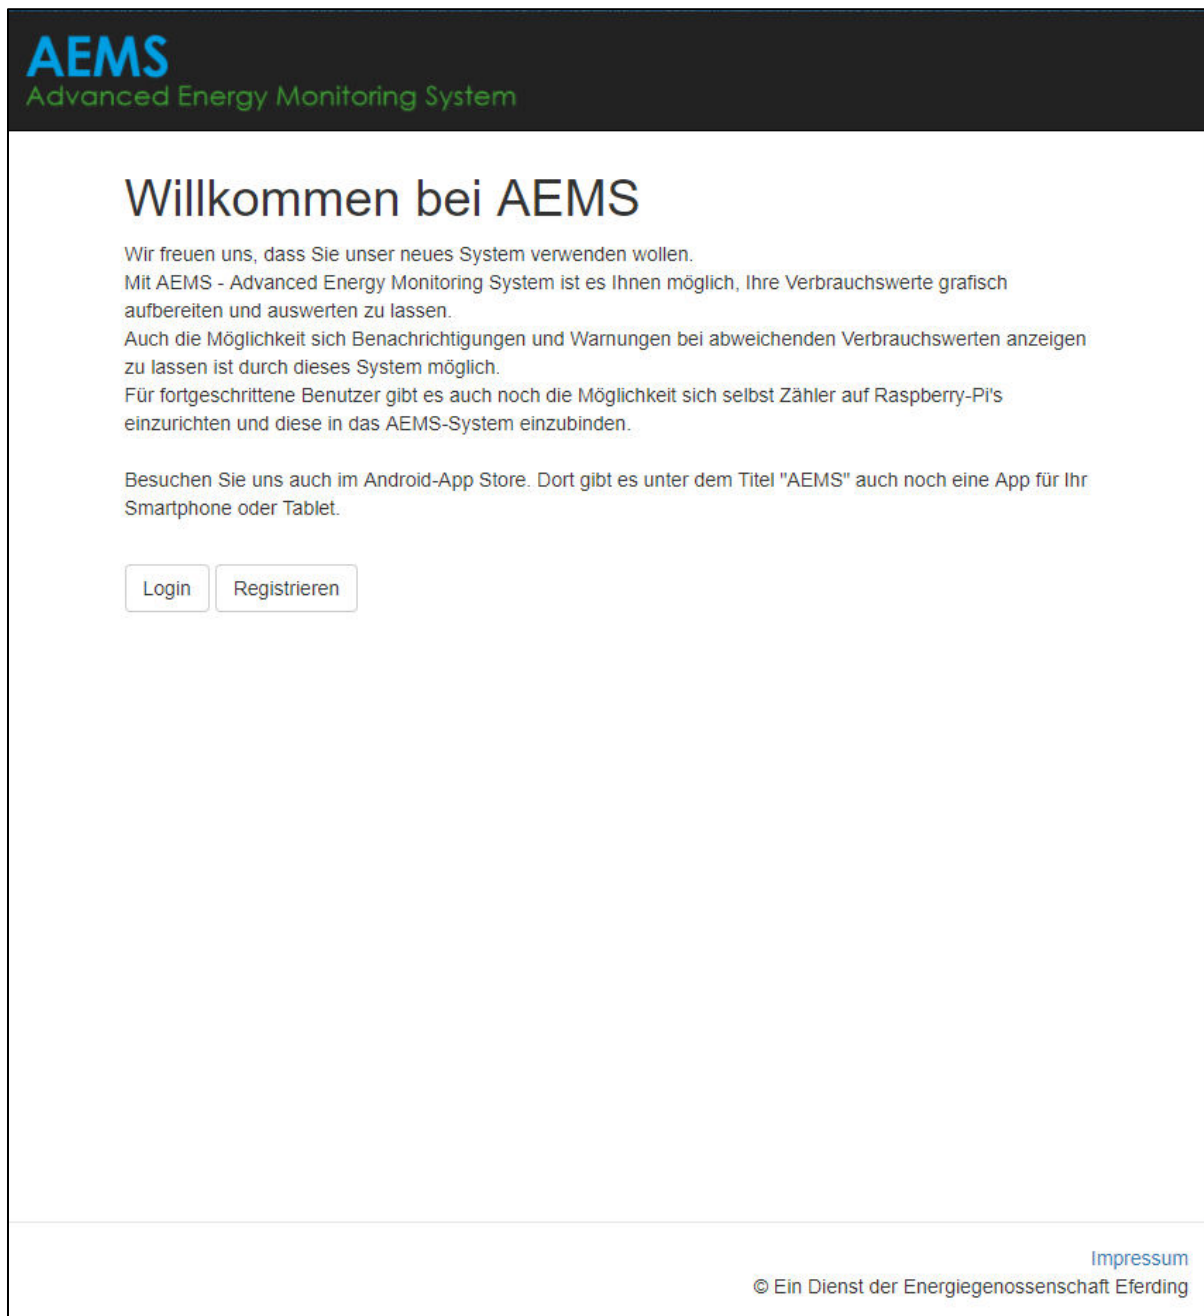 AEMS
Advanced Energy Monitoring System
Willkommen bei AEMS
Wir freuen uns, dass Sie unser neues System verwenden wollen.
Mit AEMS - Advanced Energy Monitoring System ist es Ihnen möglich, Ihre Verbrauchswerte grafisch
aufbereiten und auswerten zu lassen.
Auch die Möglichkeit sich Benachrichtigungen und Warnungen bei abweichenden Verbrauchswerten anzeigen
zu lassen ist durch dieses System möglich.
Für fortgeschrittene Benutzer gibt es auch noch die Möglichkeit sich selbst Zähler auf Raspberry-Pi's
einzurichten und diese in das AEMS-System einzubinden.
Besuchen Sie uns auch im Android-App Store. Dort gibt es unter dem Titel "AEMS" auch noch eine App für Ihr
Smartphone oder Tablet.
Login Registrieren
Impressum
© Ein Dienst der Energiegenossenschaft Eferding